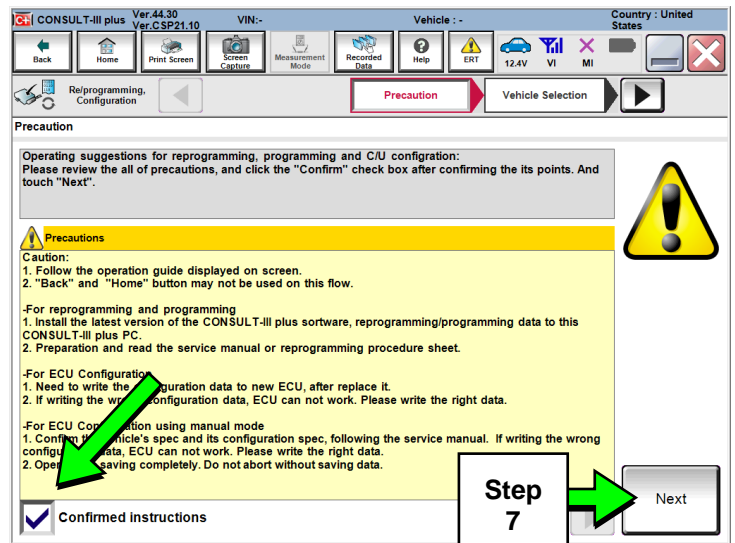 CONSULT-III plus Ver.44.30 Ver.CSP21.10 VIN:- Vehicle : - Country : United States
Back Home Print Screen Screen Capture Measurement Mode Recorded Data Help ERT 12.4V VI MI
Re/programming, Configuration Precaution Vehicle Selection
Precaution
Operating suggestions for reprogramming, programming and C/U configration:
Please review the all of precautions, and click the "Confirm" check box after confirming the its points. And
touch "Next".
Precautions
Caution:
1. Follow the operation guide displayed on screen.
2. "Back" and "Home" button may not be used on this flow.
-For reprogramming and programming
1. Install the latest version of the CONSULT-III plus sortware, reprogramming/programming data to this
CONSULT-III plus PC.
2. Preparation and read the service manual or reprogramming procedure sheet.
-For ECU Configuration
1. Need to write the guration data to new ECU, after replace it.
2. If writing the w configuration data, ECU can not work. Please write the right data.
-For ECU Con ation using manual mode
1. Confirm th hicle's spec and its configuration spec, following the service manual. If writing the wrong
config ata, ECU can not work. Please write the right data.
2. Ope saving completely. Do not abort without saving data.
Confirmed instructions
Step
7
Next